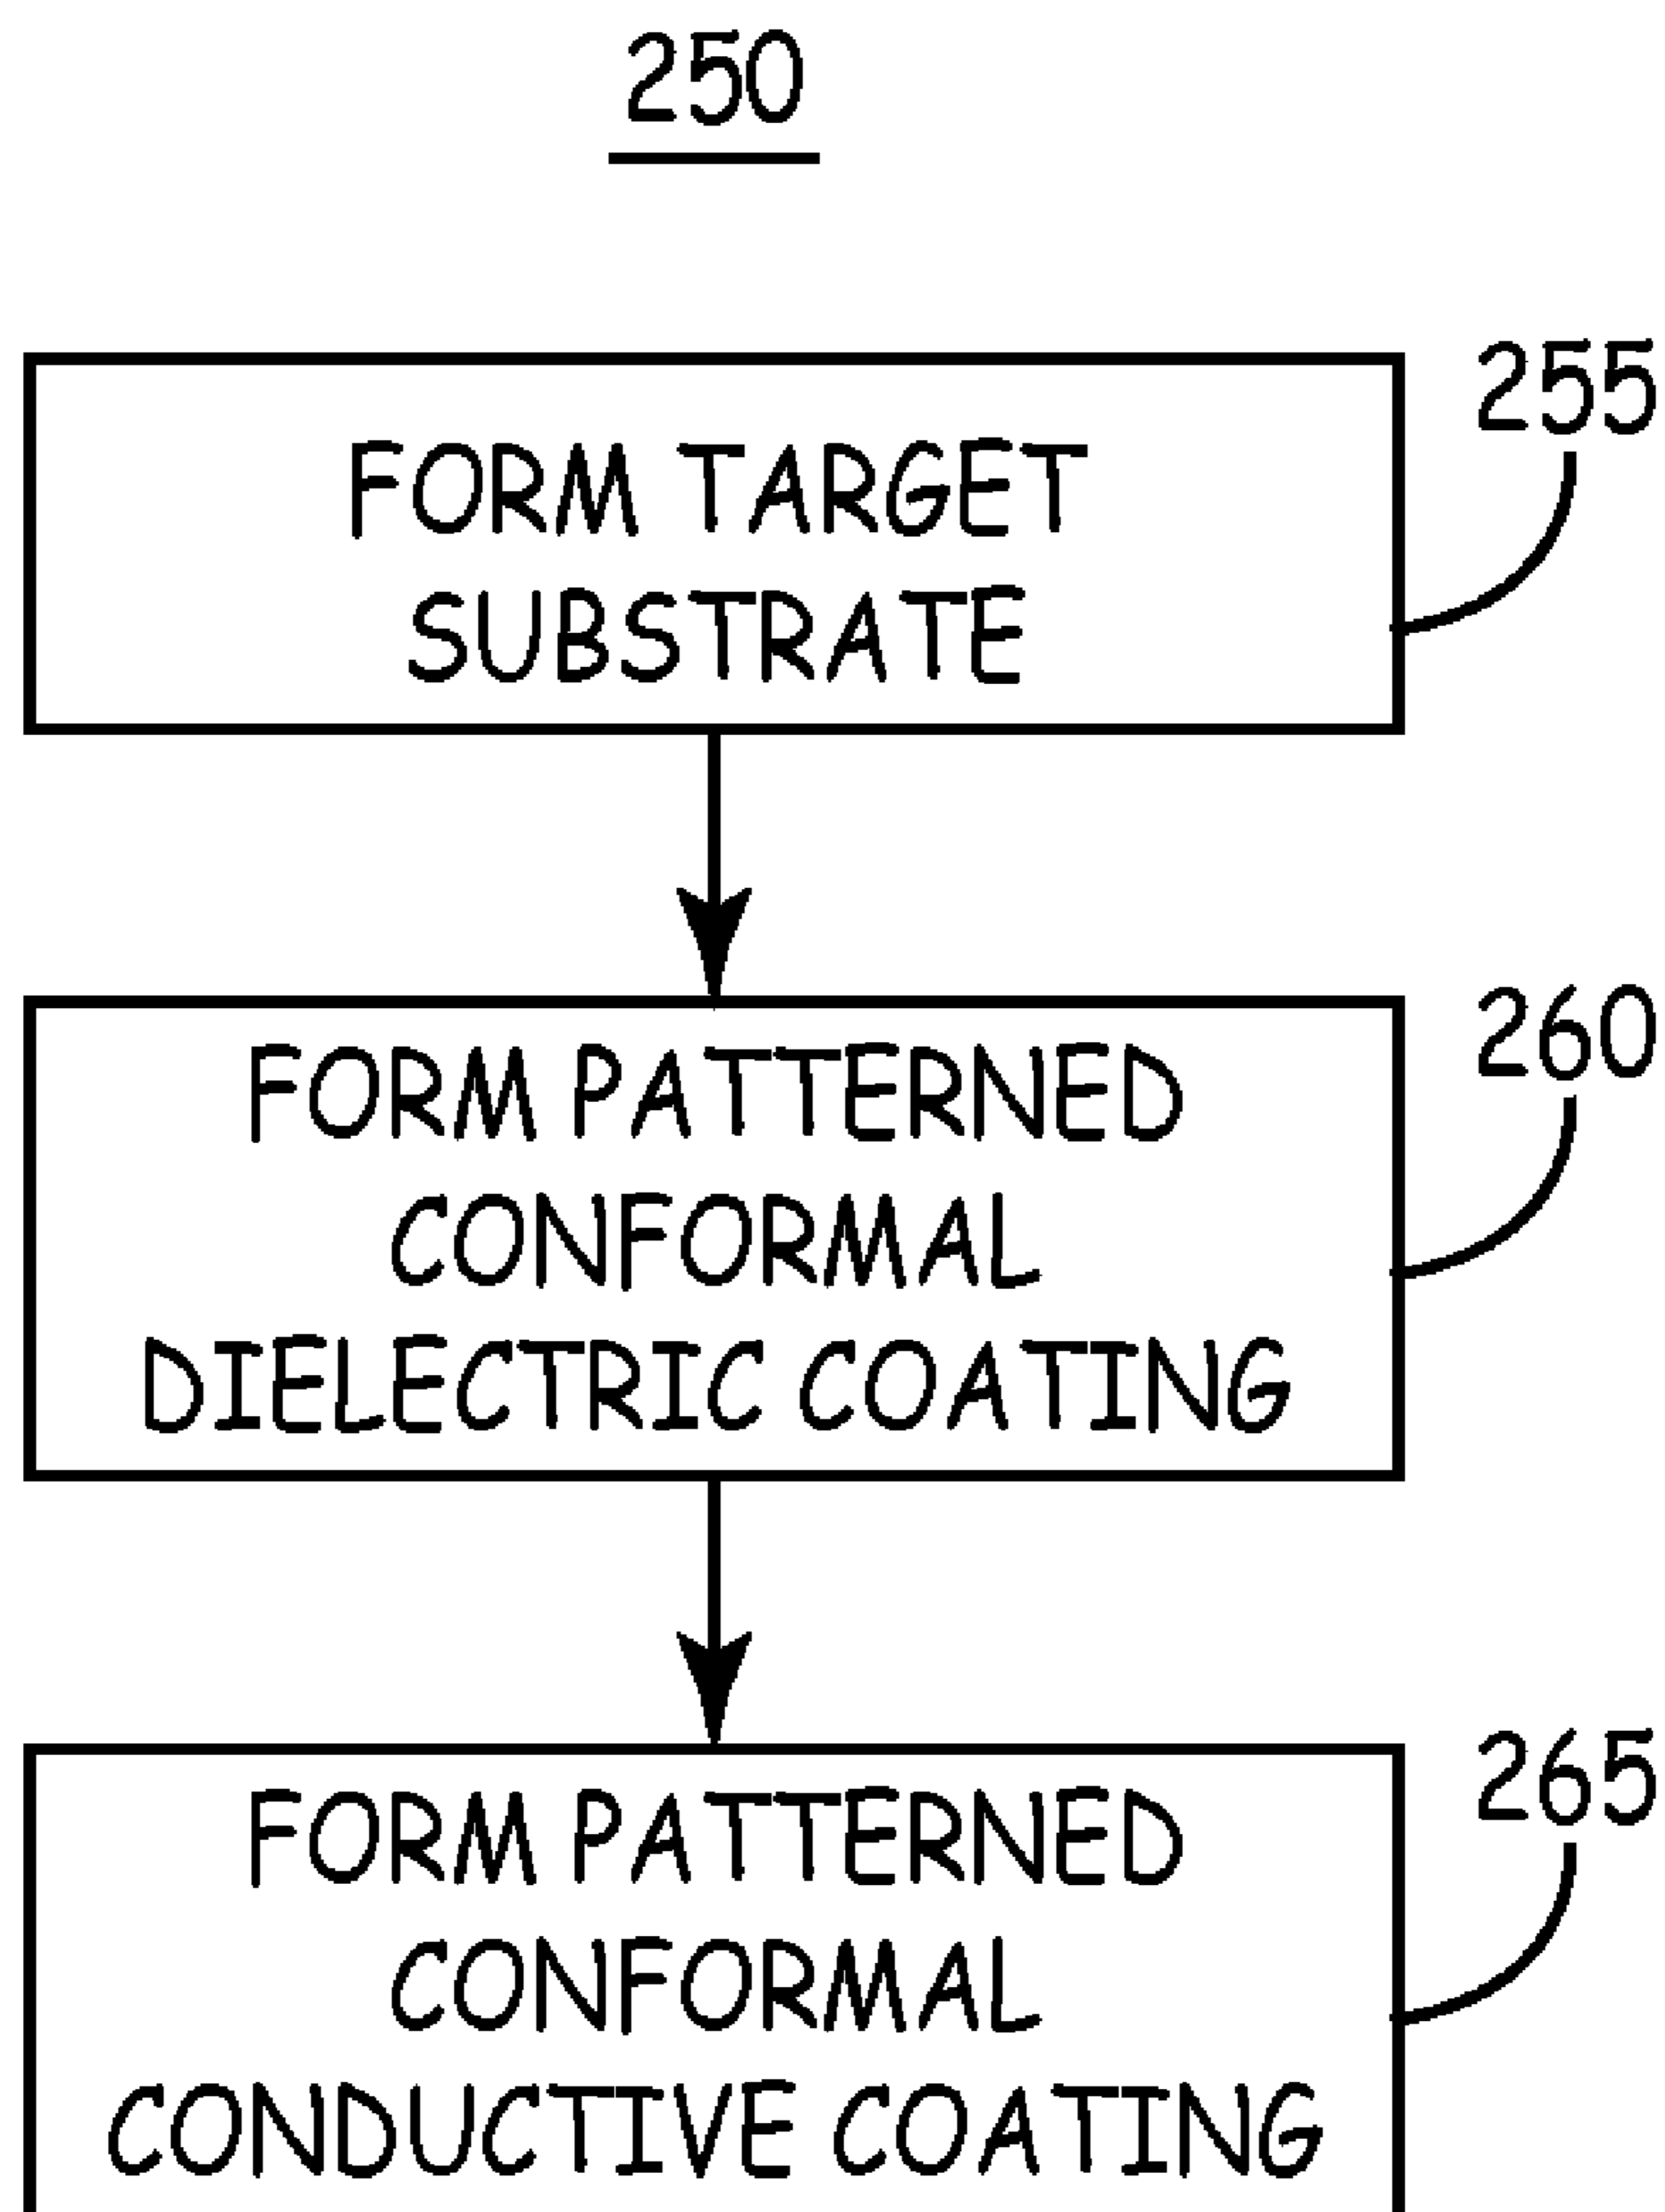 250
255
FORM TARGET
SUBSTRATE
260
FORM PATTERNED
CONFORMAL
DIELECTRIC COATING
265
FORM PATTERNED
CONFORMAL
CONDUCTIVE COATING